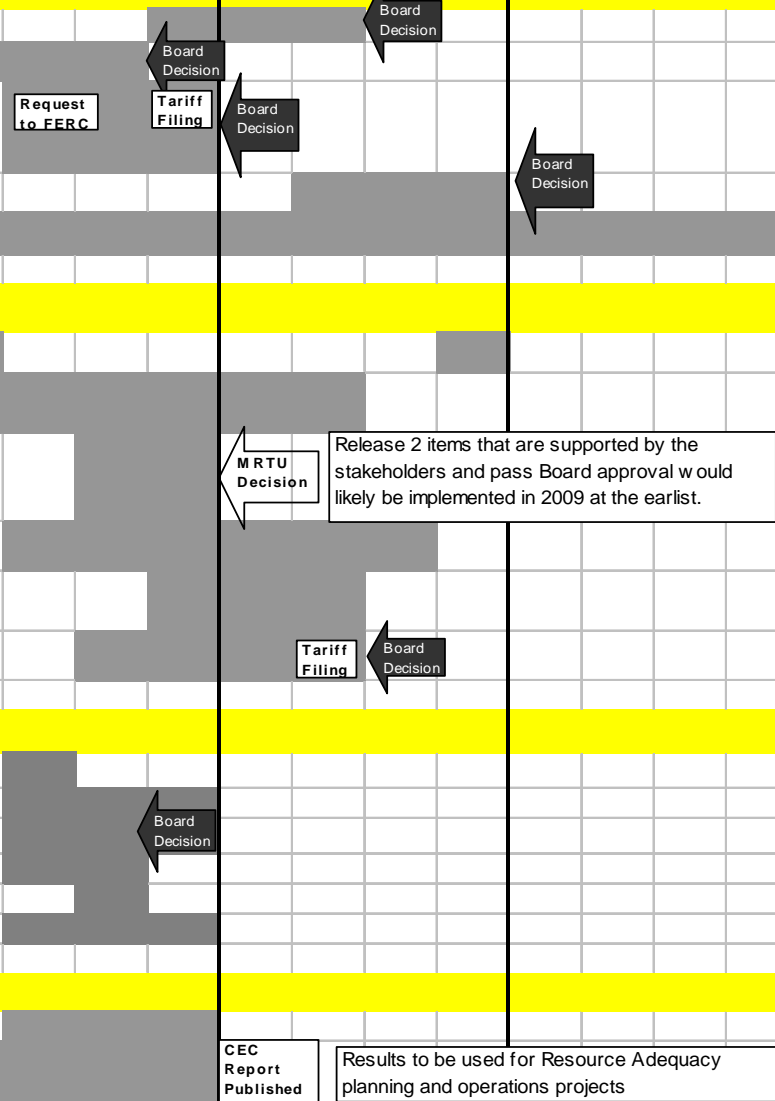 Board
Decision
Board
Decision
Request
to FERC
Tariff
Filing
Board
Decision
Board
Decision
MRTU
Decision
Release 2 items that are supported by the
stakeholders and pass Board approval would
likely be implemented in 2009 at the earlist.
Tariff
Filing
Board
Decision
Board
Decision
CEC
Report
Published
Results to be used for Resource Adequacy
planning and operations projects